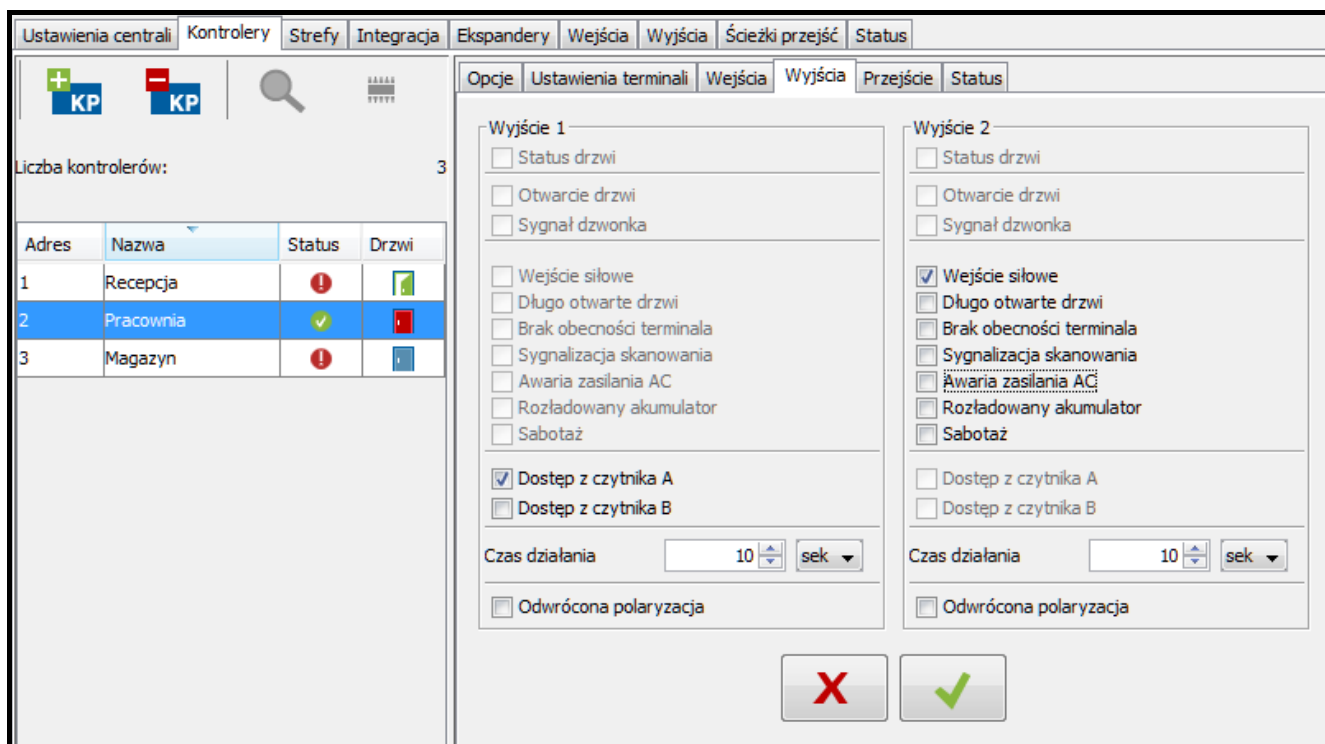 Ustawienia centrali Kontrolery Strefy Integracja Ekspandery Wejścia Wyjścia Ścieżki przejść Status
KP KP
Liczba kontrolerów: 3
Adres Nazwa Status Drzwi
1 Recepcja
2 Pracownia
3 Magazyn
Opcje Ustawienia terminali Wejścia Wyjścia Przejście Status
Wyjście 1
Status drzwi
Otwarcie drzwi
Sygnał dzwonka
Wejście siłowe
Długo otwarte drzwi
Brak obecności terminala
Sygnalizacja skanowania
Awaria zasilania AC
Rozładowany akumulator
Sabotaż
Dostęp z czytnika A
Dostęp z czytnika B
Czas działania 10 sek
Odwrócona polaryzacja
Wyjście 2
Status drzwi
Otwarcie drzwi
Sygnał dzwonka
Wejście siłowe
Długo otwarte drzwi
Brak obecności terminala
Sygnalizacja skanowania
Awaria zasilania AC
Rozładowany akumulator
Sabotaż
Dostęp z czytnika A
Dostęp z czytnika B
Czas działania 10 sek
Odwrócona polaryzacja